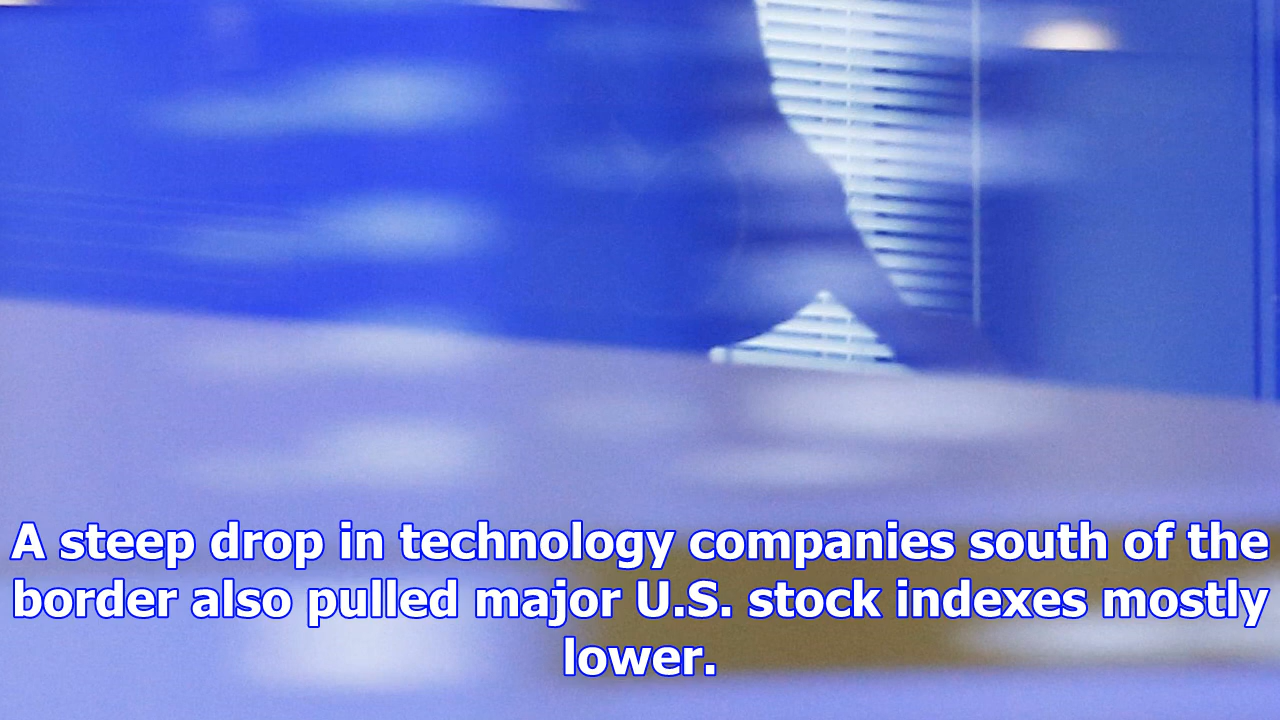 A steep drop in technology companies south of the
border also pulled major U.S. stock indexes mostly
lower.